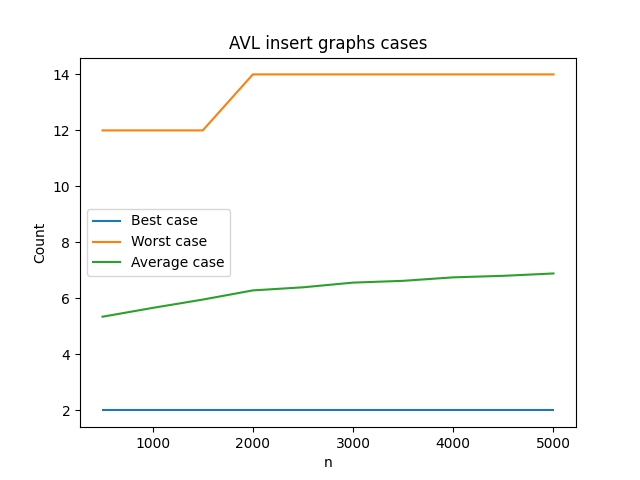 AVL insert graphs cases
14
12
10
8
6
4
2
Count
Best case
Worst case
Average case
1000
2000
3000
4000
5000
n